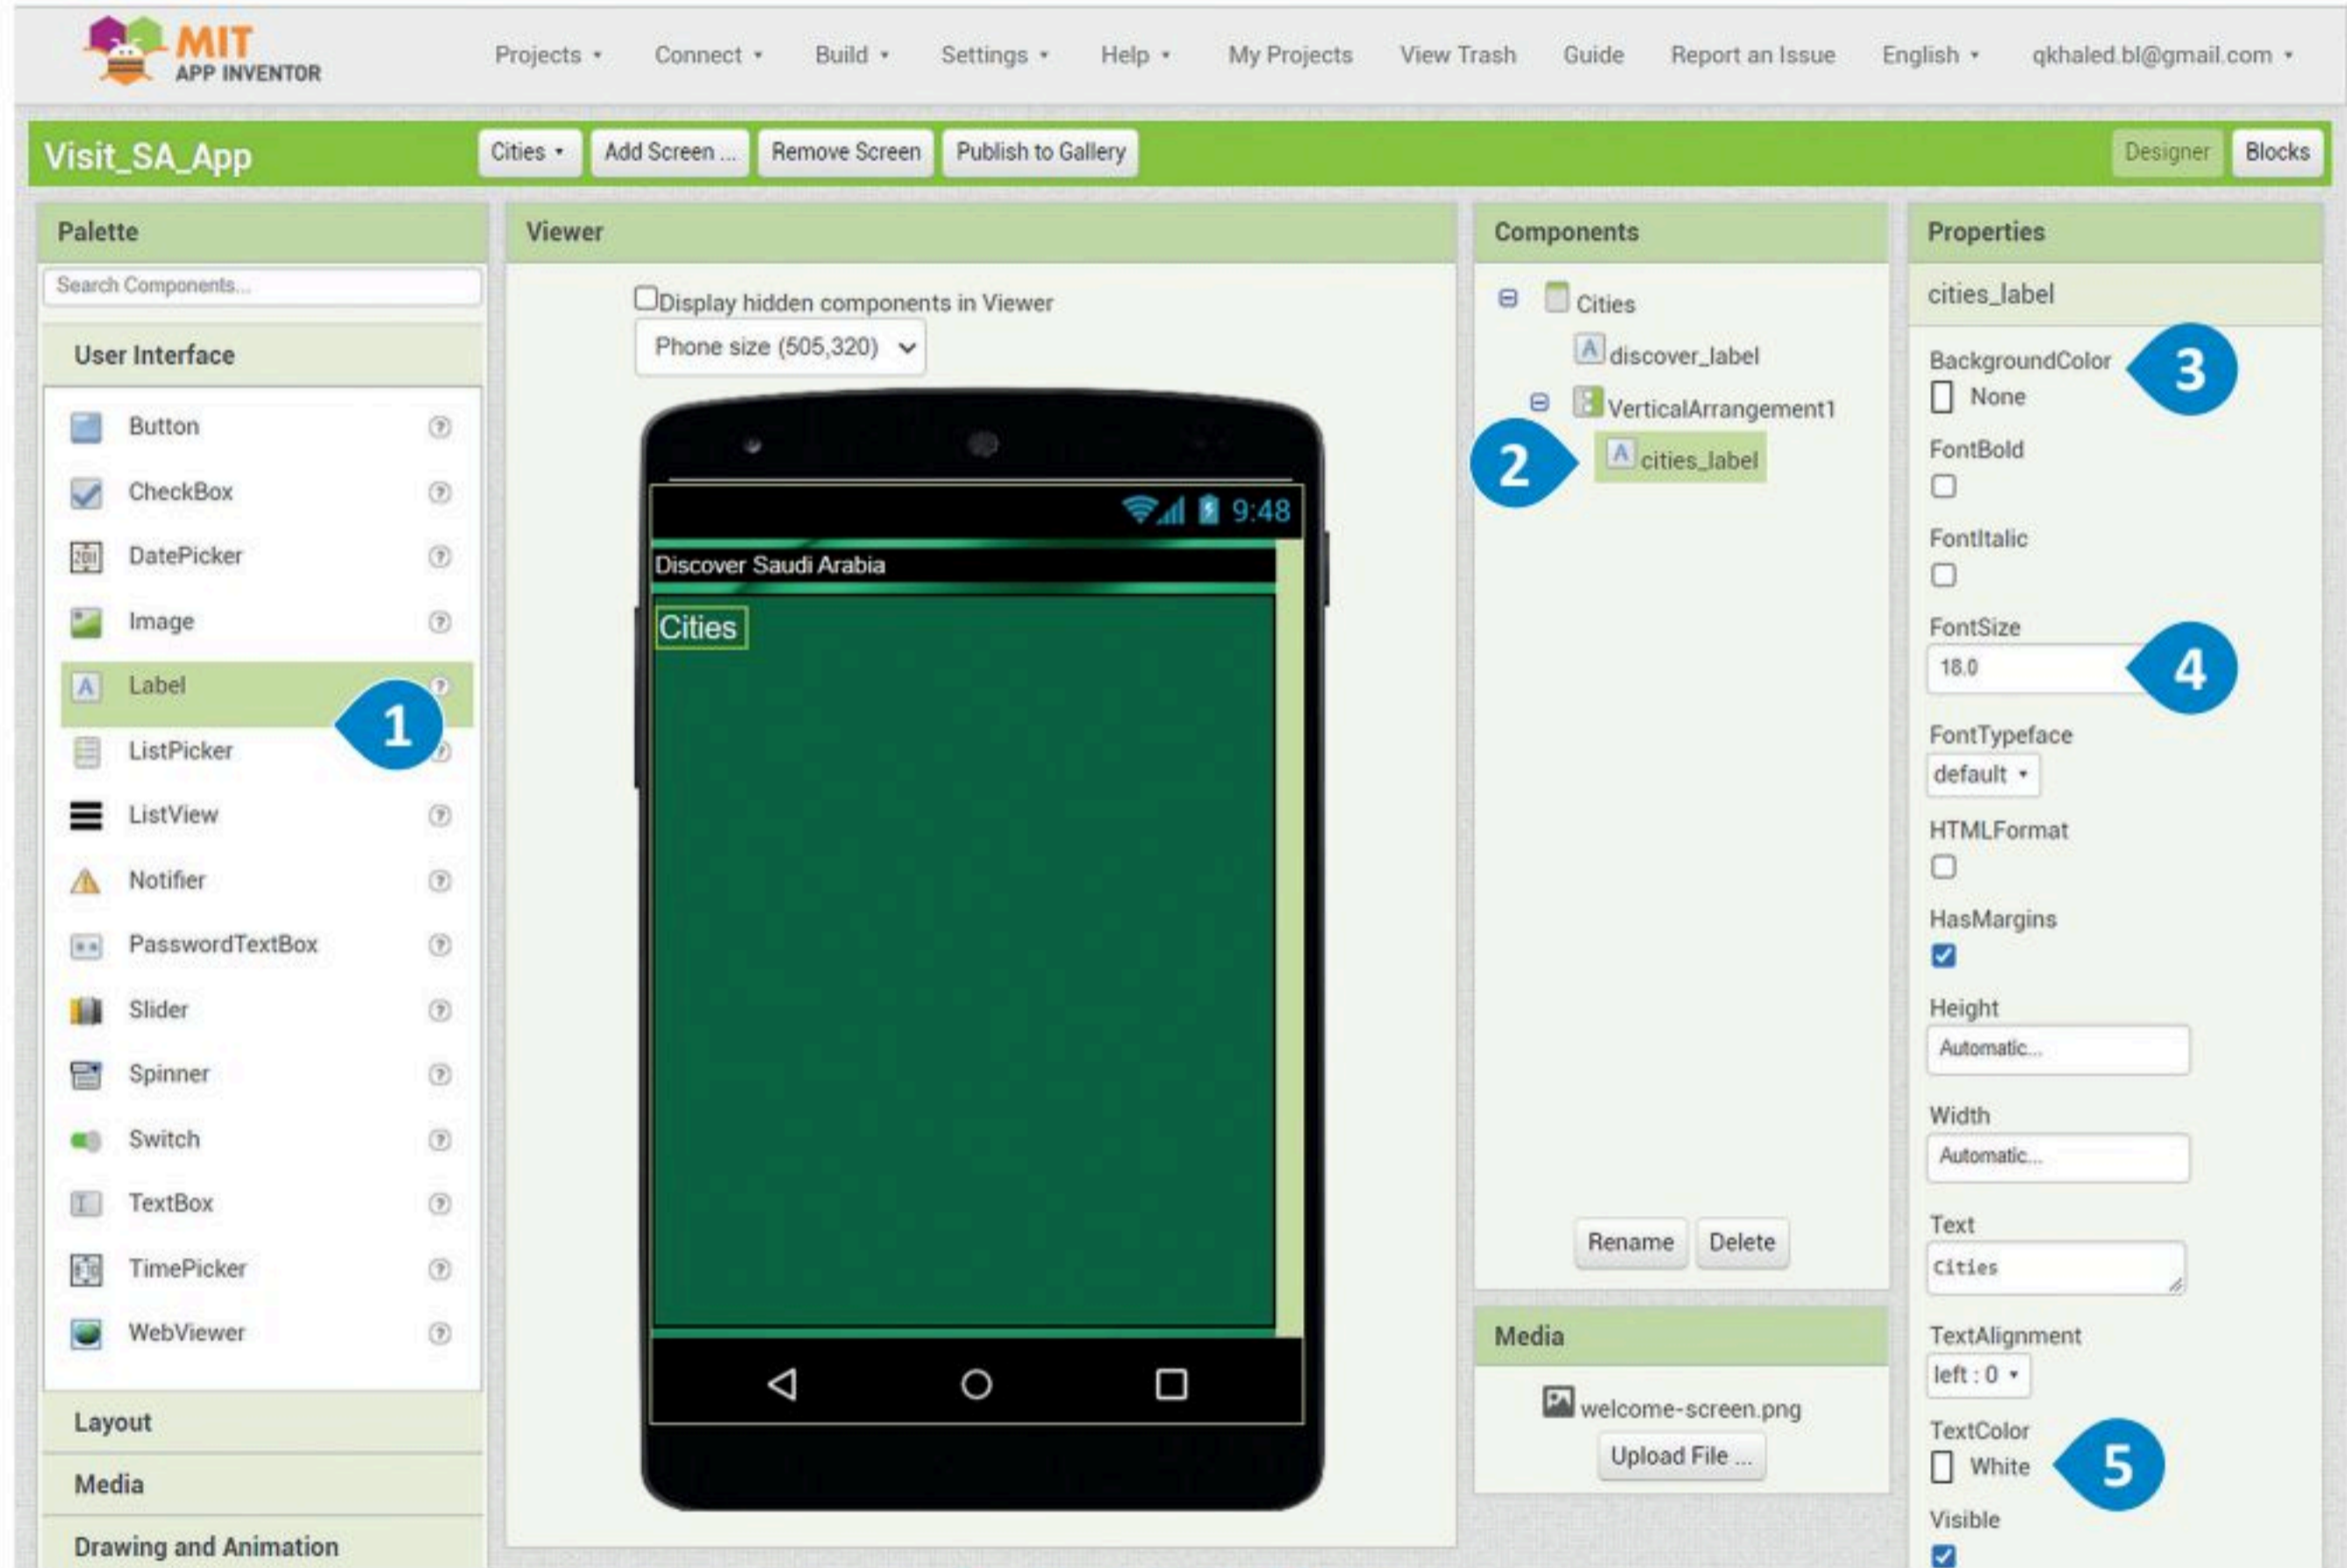 MIT
APP INVENTOR
Projects Connect Build Settings Help My Projects View Trash Guide Report an Issue English qkhaled.bl@gmail.com
Visit_SA_App Cities Add Screen ... Remove Screen Publish to Gallery Designer Blocks
Palette
Search Components...
User Interface
Button
CheckBox
DatePicker
Image
Label
1
ListPicker
ListView
Notifier
PasswordTextBox
Slider
Spinner
Switch
TextBox
TimePicker
WebViewer
Layout
Media
Drawing and Animation
Viewer
Display hidden components in Viewer
Phone size (505,320)
9:48
Discover Saudi Arabia
Cities
Components
Cities
discover_label
VerticalArrangement1
2 cities_label
Rename Delete
Media
welcome-screen.png
Upload File ...
Properties
cities_label
BackgroundColor 3
None
FontBold
FontItalic
FontSize
18.0 4
FontTypeface
default
HTMLFormat
HasMargins
Height
Automatic...
Width
Automatic...
Text
Cities
TextAlignment
left : 0
TextColor
White 5
Visible